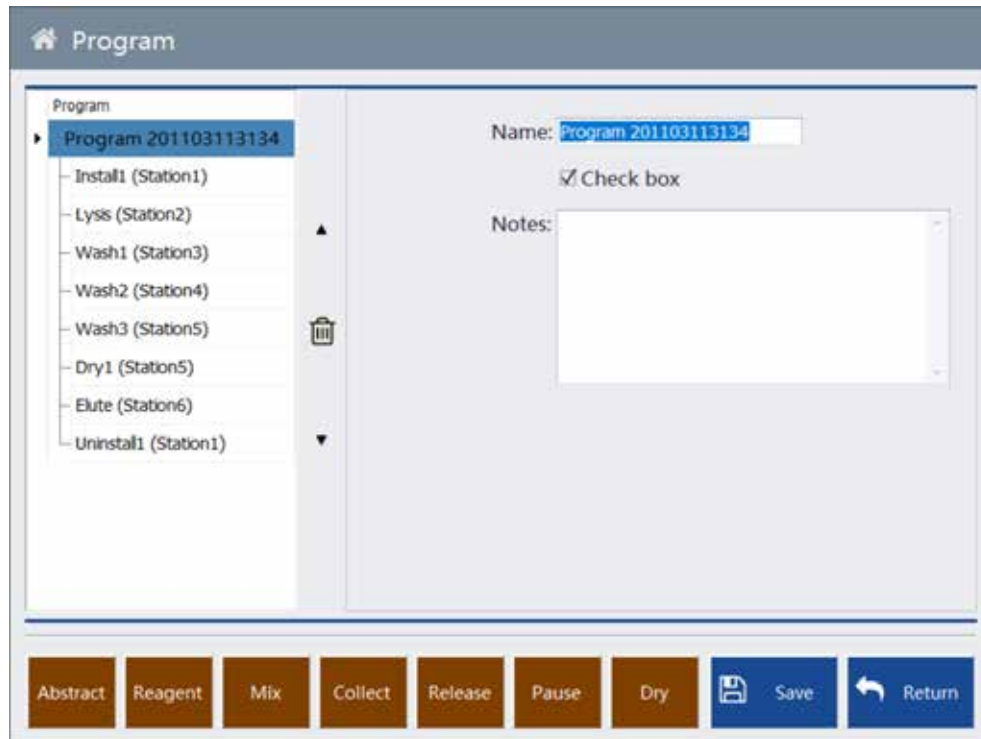 Program
Program
Program 201103113134
Install1 (Station1)
Lysis (Station2)
Wash1 (Station3)
Wash2 (Station4)
Wash3 (Station5)
Dry1 (Station5)
Elute (Station6)
Uninstall1 (Station1)
Name: Program 201103113134
Check box
Notes:
Abstract Reagent Mix Collect Release Pause Dry Save Return